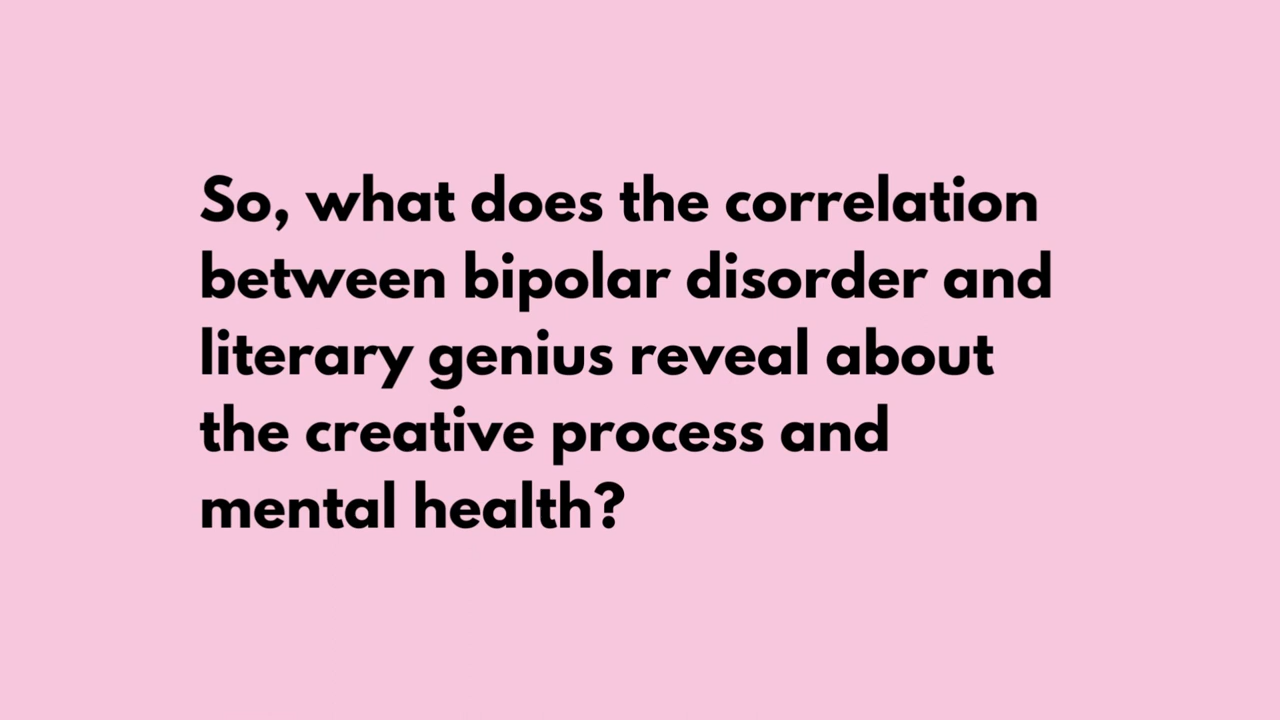 So, what does the correlation
between bipolar disorder and
literary genius reveal about
the creative process and
mental health?